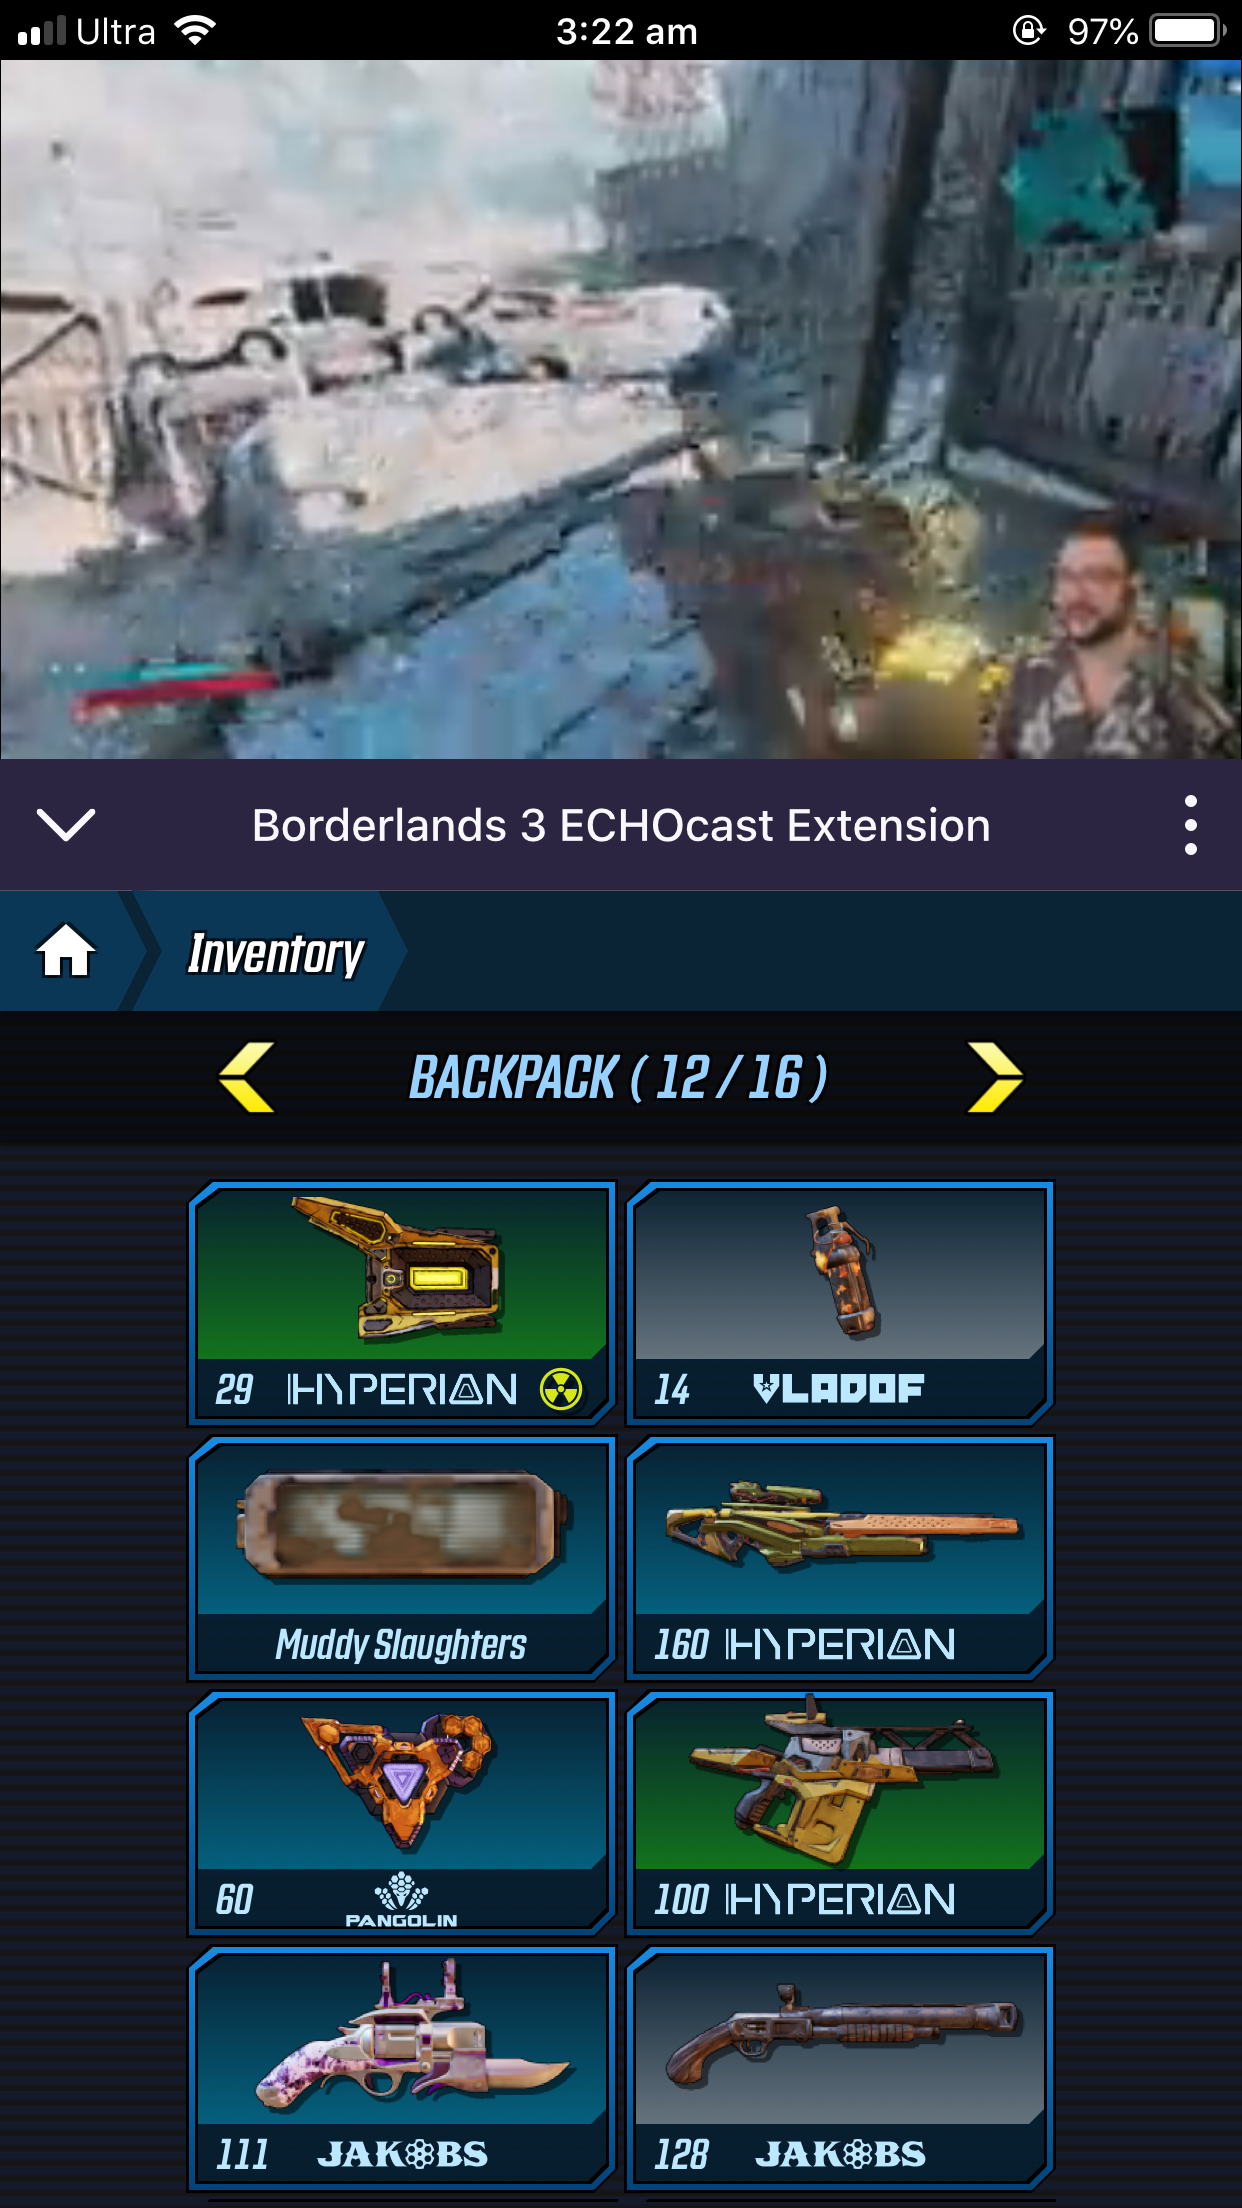 Ultra
3:22 am
97%
Borderlands 3 ECHOcast Extension
Inventory
BACKPACK ( 12 / 16 )
29 HYPERION
14 VLADOF
Muddy Slaughters
160 HYPERION
60 PANGOLIN
100 HYPERION
111 JAKOBS
128 JAKOBS